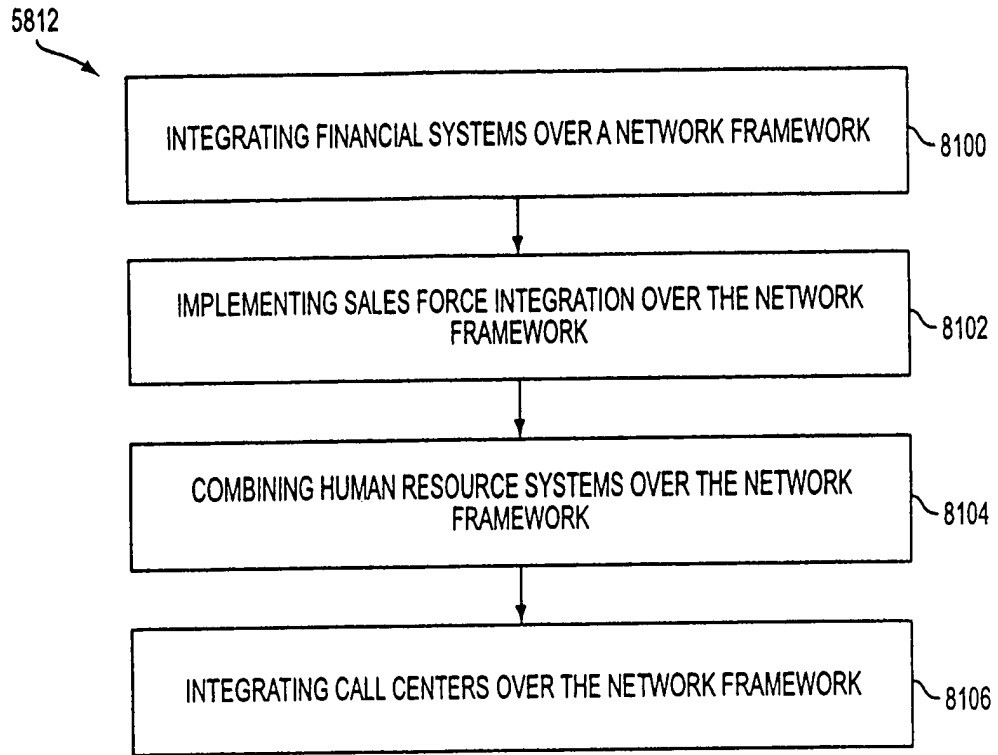 5812
INTEGRATING FINANCIAL SYSTEMS OVER A NETWORK FRAMEWORK
8100
IMPLEMENTING SALES FORCE INTEGRATION OVER THE NETWORK
FRAMEWORK
8102
COMBINING HUMAN RESOURCE SYSTEMS OVER THE NETWORK
FRAMEWORK
8104
INTEGRATING CALL CENTERS OVER THE NETWORK FRAMEWORK
8106